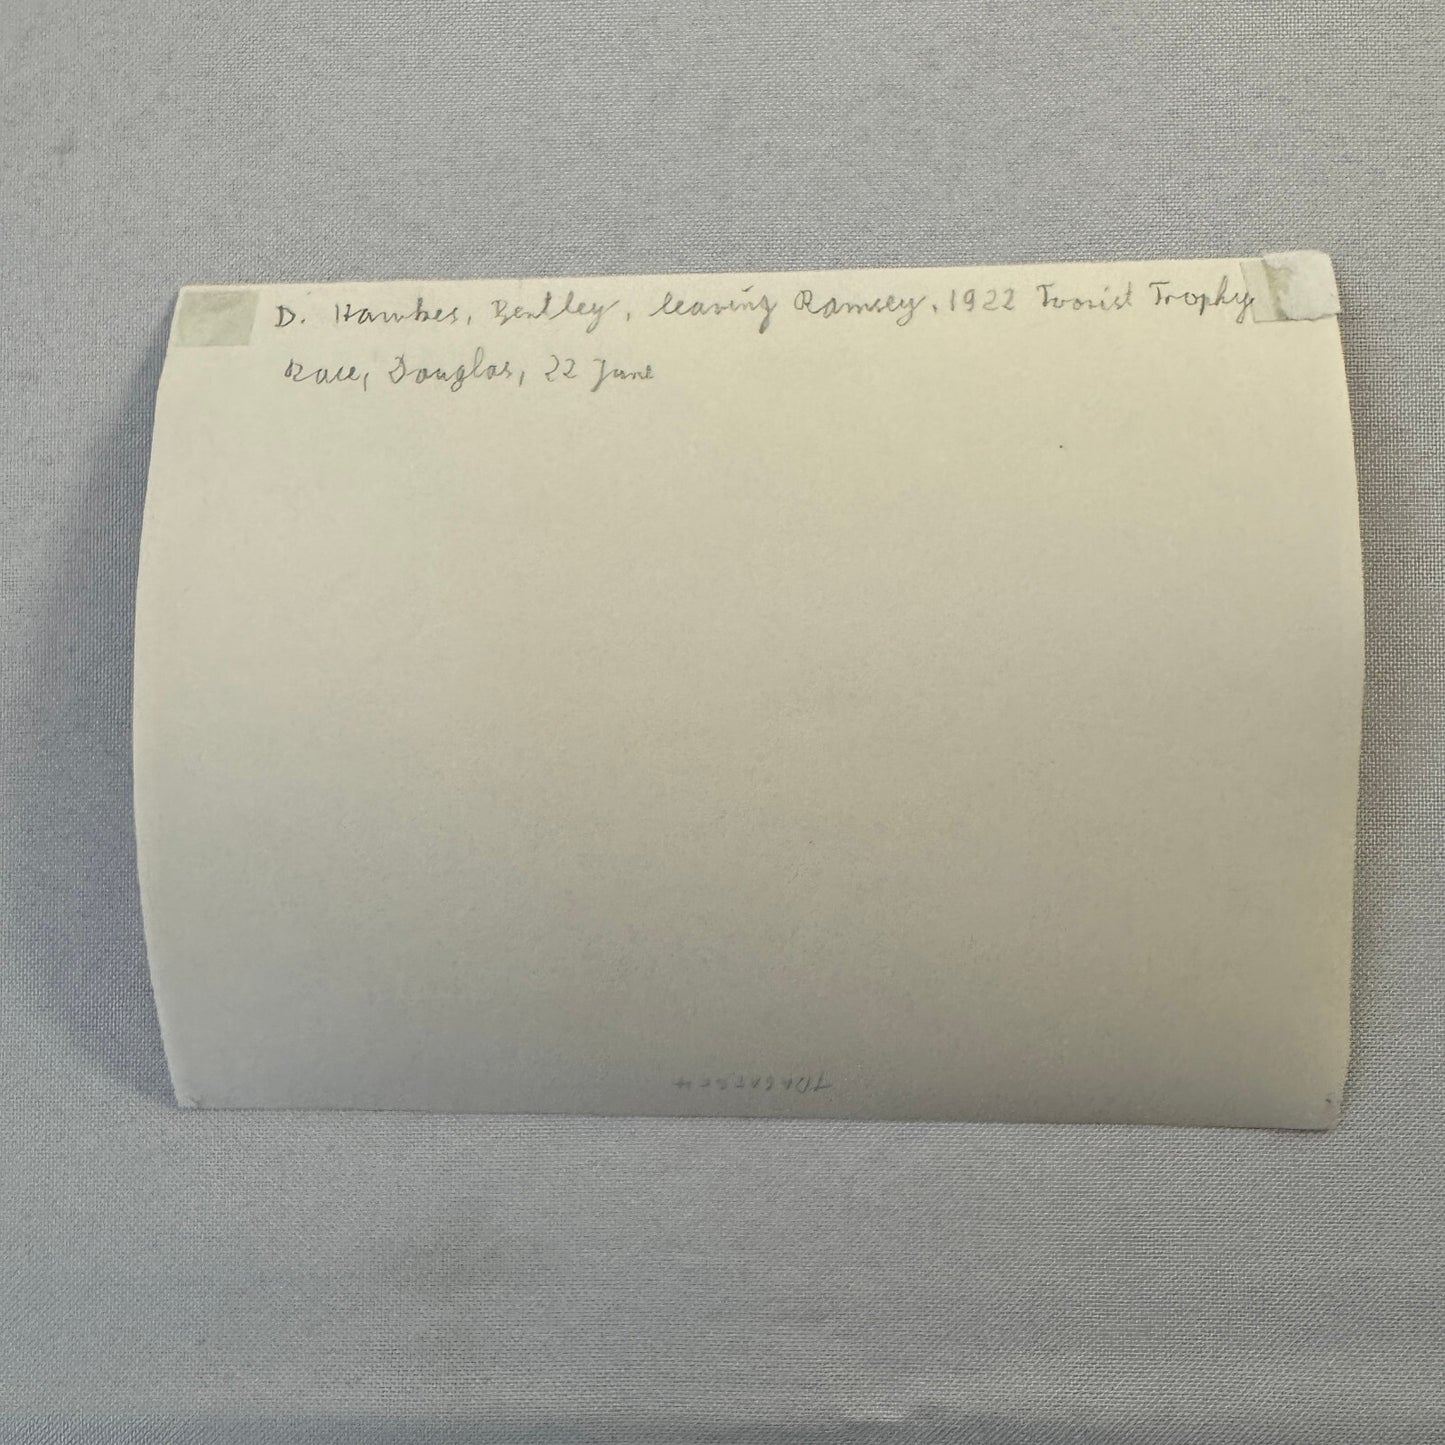 D. Hawkes, Bentley, leaving Ramsey, 1922 Tourist Trophy
Race, Douglas, 22 June